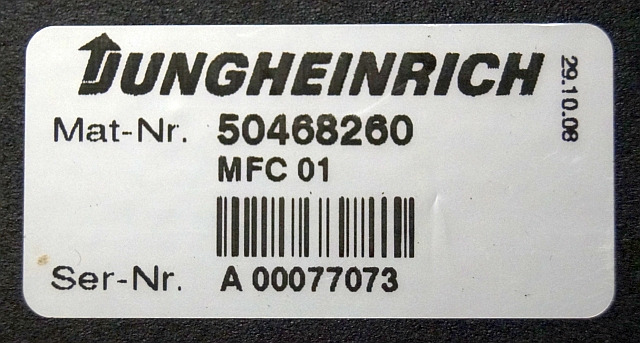 JUNGHEINRICH
29.10.08
Mat-Nr. 50468260
MFC 01
Ser-Nr. A 00077073